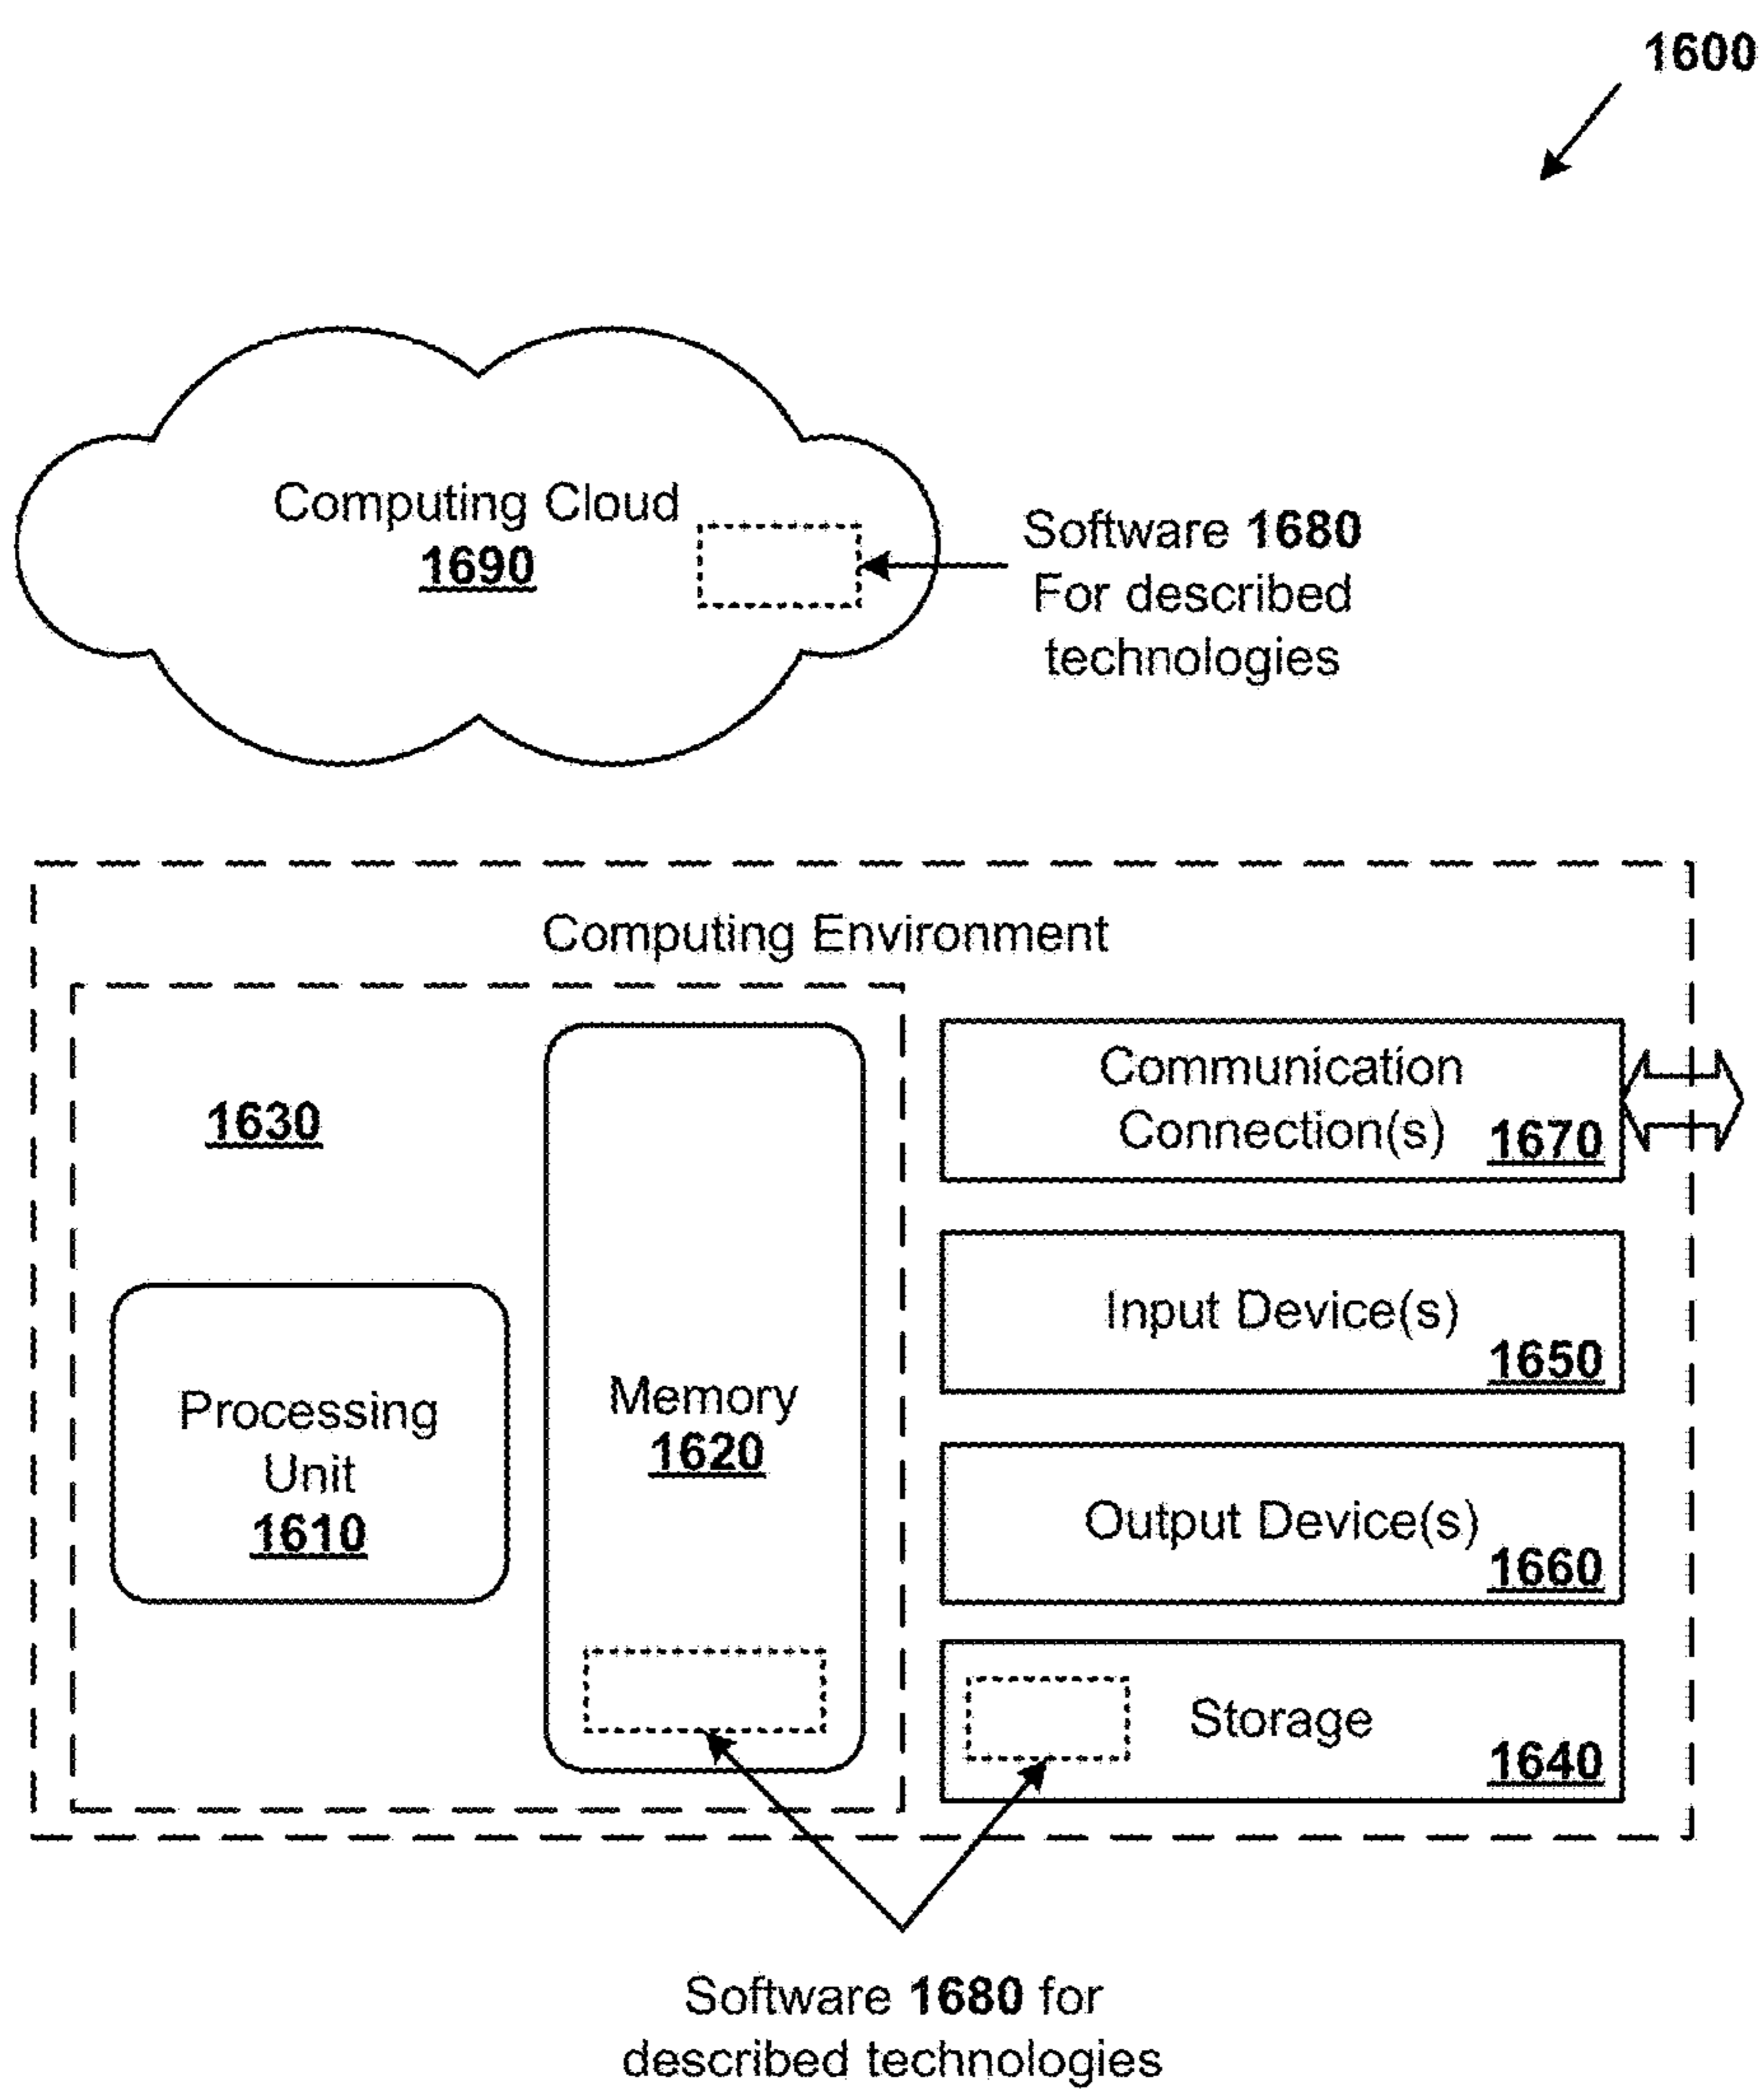 1600
Computing Cloud
1690
Software 1680
For described
technologies
Computing Environment
1630
Processing
Unit
1610
Memory
1620
Communication
Connection(s) 1670
Input Device(s)
1650
Output Device(s)
1660
Storage
1640
Software 1680 for
described technologies